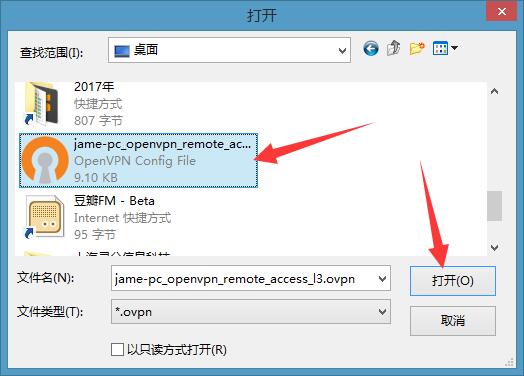 打开
查找范围(I):
桌面
2017年
快捷方式
807 字节
jame-pc_openvpn_remote_ac...
OpenVPN Config File
9.10 KB
豆瓣FM - Beta
Internet 快捷方式
95 字节
文件名(N):
jame-pc_openvpn_remote_access_l3.ovpn
打开(O)
文件类型(T):
*.ovpn
取消
以只读方式打开(R)